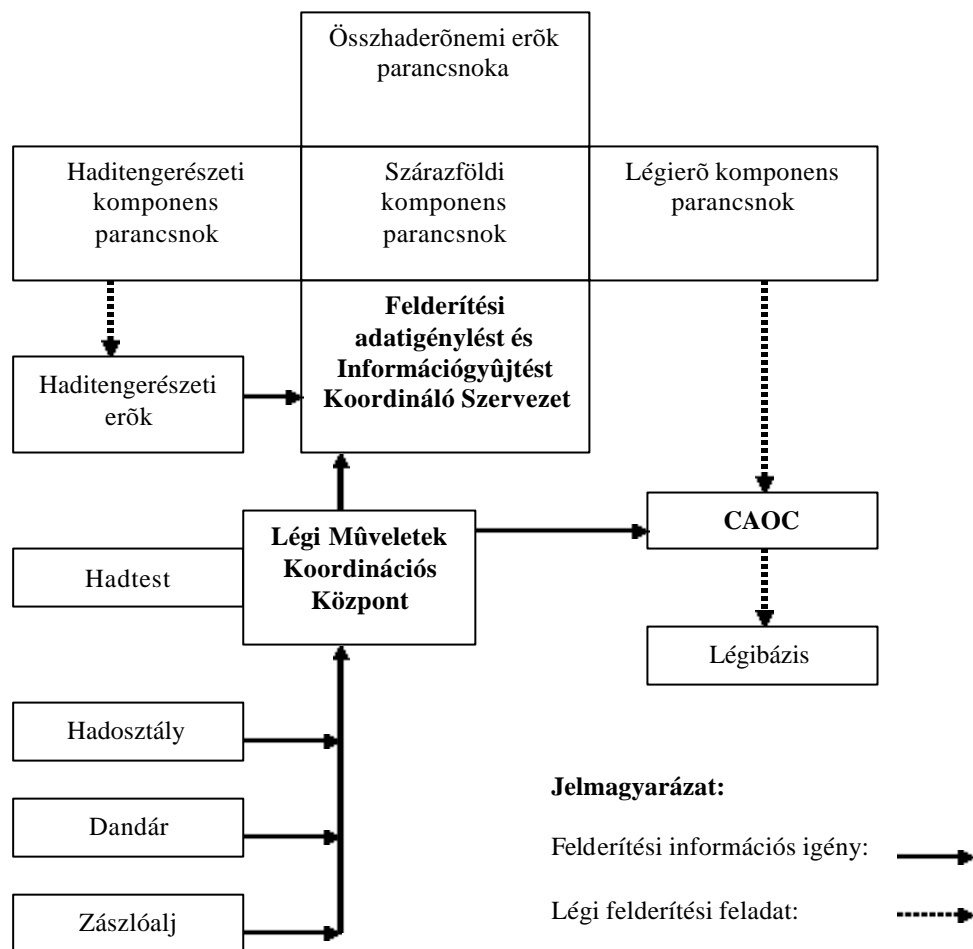 Összhaderõnemi erõk
parancsnoka
Haditengerészeti
komponens
parancsnok
Szárazföldi
komponens
parancsnok
Légierõ komponens
parancsnok
Felderítési
adatigénylést és
Információgyûjtést
Koordináló Szervezet
Haditengerészeti
erõk
Légi Mûveletek
Koordinációs
Központ
CAOC
Hadtest
Légibázis
Hadosztály
Dandár
Zászlóalj
Jelmagyarázat:
Felderítési információs igény:
Légi felderítési feladat: